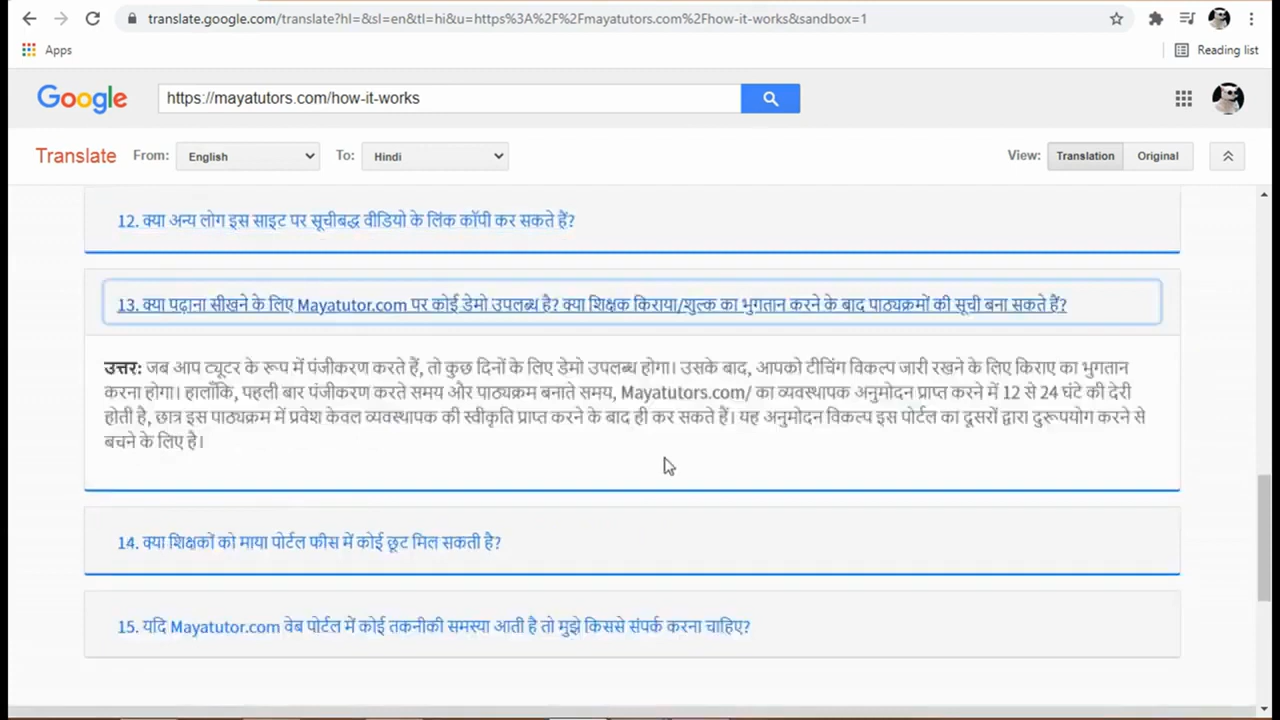 translate.google.com/translate?hl=&sl=en&tl=hi&u=https%3A%2F%2Fmayatutors.com%2Fhow-it-works&sandbox=1
Apps
Reading list
Google
https://mayatutors.com/how-it-works
Translate From: English To: Hindi View: Translation Original
12. क्या अन्य लोग इस साइट पर सूचीबद्ध वीडियो के लिंक कॉपी कर सकते हैं?
13. क्या पढ़ाना सीखने के लिए Mayatutor.com पर कोई डेमो उपलब्ध है? क्या शिक्षक किराया/शुल्क का भुगतान करने के बाद पाठ्यक्रमों की सूची बना सकते हैं?
उत्तर: जब आप ट्यूटर के रूप में पंजीकरण करते हैं, तो कुछ दिनों के लिए डेमो उपलब्ध होगा। उसके बाद, आपको टीचिंग विकल्प जारी रखने के लिए किराए का भुगतान
करना होगा। हालाँकि, पहली बार पंजीकरण करते समय और पाठ्यक्रम बनाते समय, Mayatutors.com/ का व्यवस्थापक अनुमोदन प्राप्त करने में 12 से 24 घंटे की देरी
होती है, छात्र इस पाठ्यक्रम में प्रवेश केवल व्यवस्थापक की स्वीकृति प्राप्त करने के बाद ही कर सकते हैं। यह अनुमोदन विकल्प इस पोर्टल का दूसरों द्वारा दुरूपयोग करने से
बचने के लिए है।
14. क्या शिक्षकों को माया पोर्टल फीस में कोई छूट मिल सकती है?
15. यदि Mayatutor.com वेब पोर्टल में कोई तकनीकी समस्या आती है तो मुझे किससे संपर्क करना चाहिए?